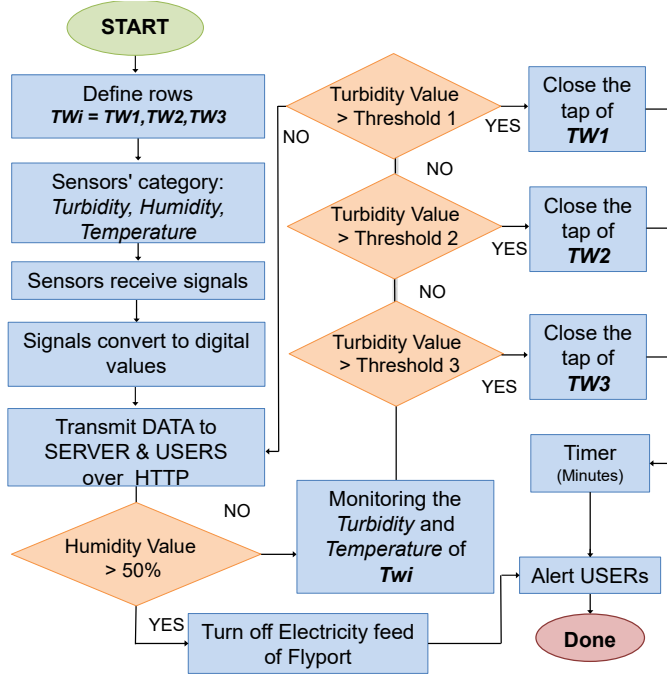 START
Define rows
TWi = TW1,TW2,TW3
Sensors' category:
Turbidity, Humidity,
Temperature
Sensors receive signals
Signals convert to digital
values
Transmit DATA to
SERVER & USERS
over HTTP
Humidity Value
> 50%
NO
YES
Turn off Electricity feed
of Flyport
Monitoring the
Turbidity and
Temperature of
Twi
Turbidity Value
> Threshold 3
YES
NO
Close the
tap of
TW3
Turbidity Value
> Threshold 2
YES
NO
Close the
tap of
TW2
Turbidity Value
> Threshold 1
YES
NO
Close the
tap of
TW1
Timer
(Minutes)
Alert USERs
Done